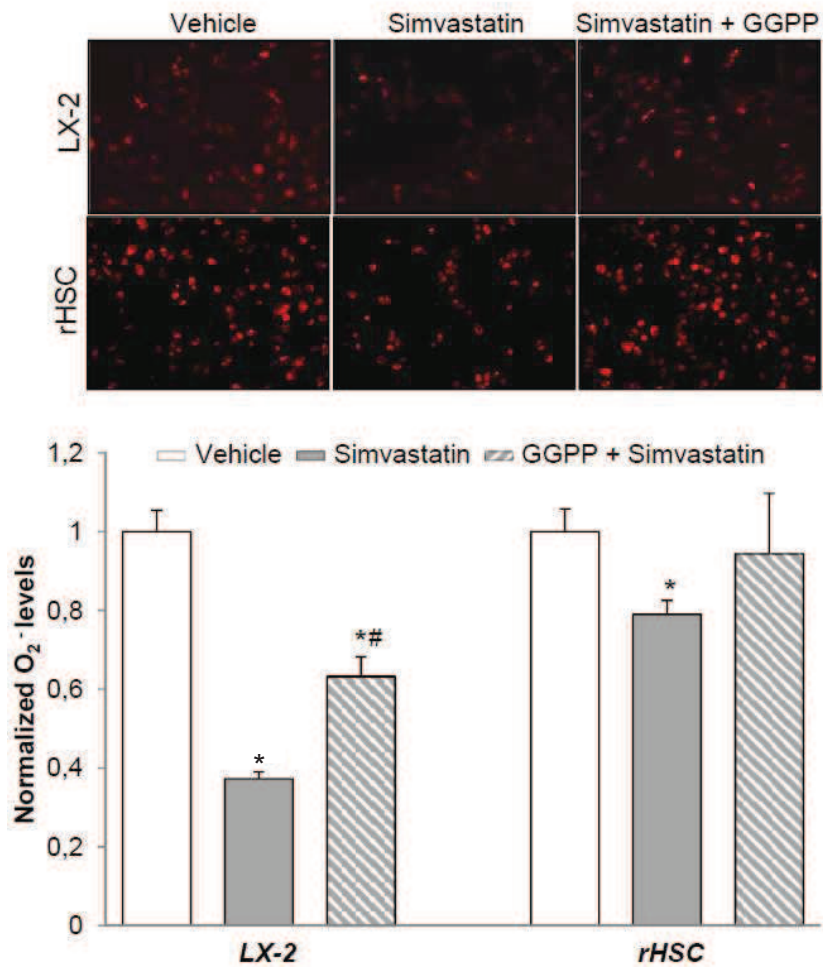 Vehicle Simvastatin Simvastatin + GGPP
LX-2
rHSC
Vehicle Simvastatin GGPP + Simvastatin
Normalized O₂⁻ levels
1,2
1
0,8
0,6
0,4
0,2
0
*
*#
*
LX-2 rHSC